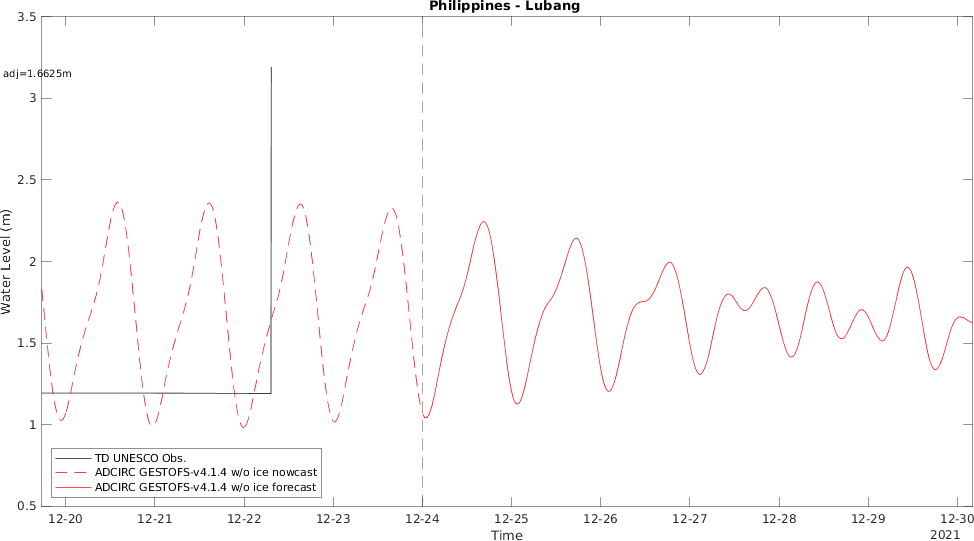 Philippines - Lubang
adj=1.6625m
3.5
3
2.5
2
1.5
1
0.5
Water Level (m)
TD UNESCO Obs.
ADCIRC GESTOFS-v4.1.4 w/o ice nowcast
ADCIRC GESTOFS-v4.1.4 w/o ice forecast
12-20 12-21 12-22 12-23 12-24 12-25 12-26 12-27 12-28 12-29 12-30
Time
2021